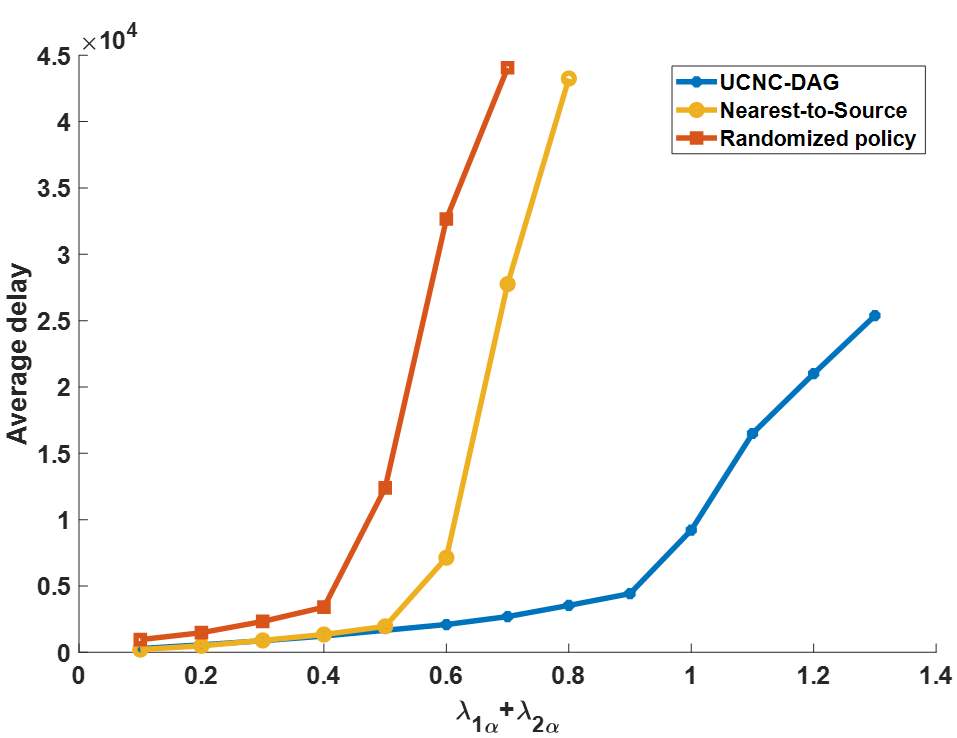 ×10⁴
4.5
4
3.5
3
2.5
2
1.5
1
0.5
0
Average delay
0 0.2 0.4 0.6 0.8 1 1.2 1.4
λ₁α+λ₂α
UCNC-DAG
Nearest-to-Source
Randomized policy